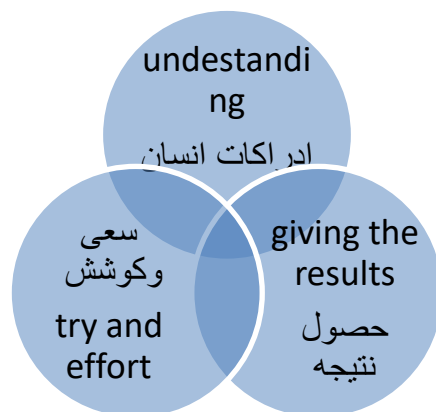 undestandi
ng
ادراکات انسان
سعی
وکوشش
try and
effort
giving the
results
حصول
نتیجه